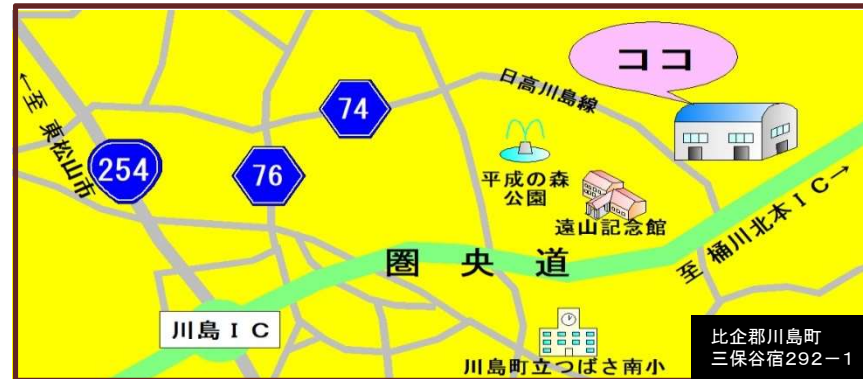 ココ
日高川島線
74
←至 東松山市
254
76
平成の森
公園
遠山記念館
圏央道
至 桶川北本IC→
川島IC
川島町立つばさ南小
比企郡川島町
三保谷宿292－1